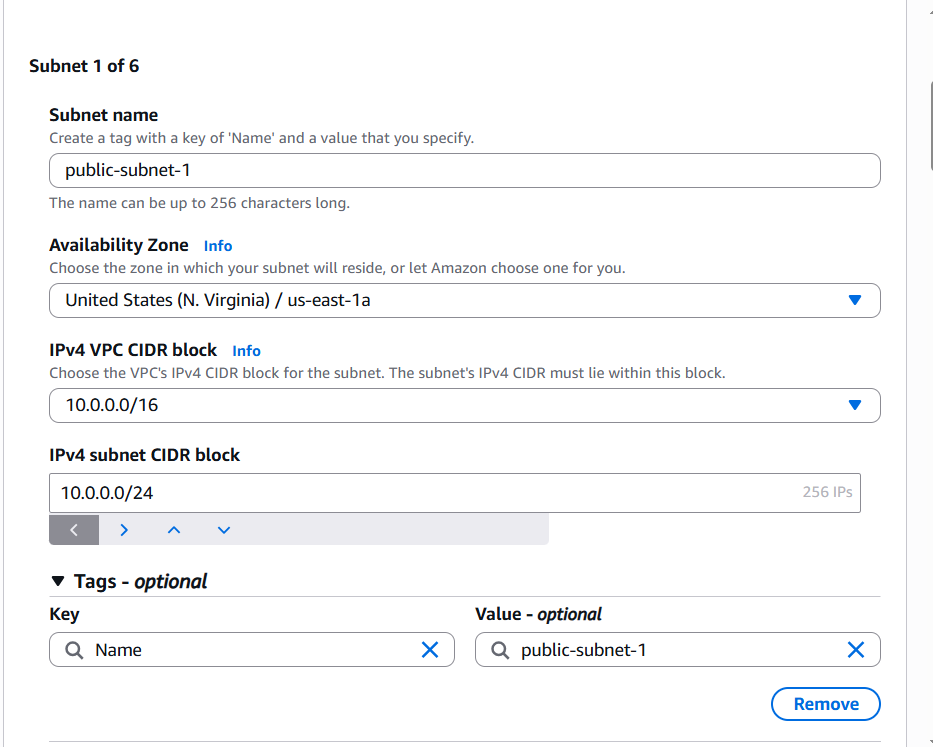 Subnet 1 of 6
Subnet name
Create a tag with a key of 'Name' and a value that you specify.
public-subnet-1
The name can be up to 256 characters long.
Availability Zone Info
Choose the zone in which your subnet will reside, or let Amazon choose one for you.
United States (N. Virginia) / us-east-1a
IPv4 VPC CIDR block Info
Choose the VPC's IPv4 CIDR block for the subnet. The subnet's IPv4 CIDR must lie within this block.
10.0.0.0/16
IPv4 subnet CIDR block
10.0.0.0/24 256 IPs
Tags - optional
Key Value - optional
Name public-subnet-1
Remove